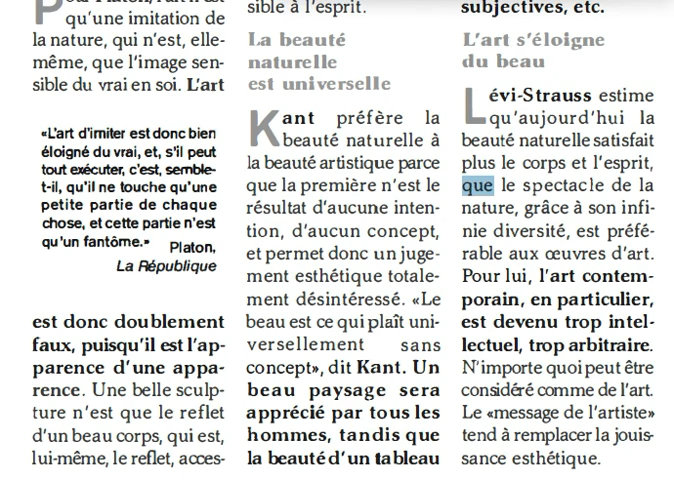 qu'une imitation de
la nature, qui n'est, elle-
même, que l'image sen-
sible du vrai en soi. L'art
«L'art d'imiter est donc bien
éloigné du vrai, et, s'il peut
tout exécuter, c'est, semble-
t-il, qu'il ne touche qu'une
petite partie de chaque
chose, et cette partie n'est
qu'un fantôme.»
Platon,
La République
est donc doublement
faux, puisqu'il est l'ap-
parence d'une appa-
rence. Une belle sculp-
ture n'est que le reflet
d'un beau corps, qui est,
lui-même, le reflet, acces-
sible à l'esprit.
La beauté
naturelle
est universelle
Kant préfère la
beauté naturelle à
la beauté artistique parce
que la première n'est le
résultat d'aucune inten-
tion, d'aucun concept,
et permet donc un juge-
ment esthétique totale-
ment désintéressé. «Le
beau est ce qui plaît uni-
versellement sans
concept», dit Kant. Un
beau paysage sera
apprécié par tous les
hommes, tandis que
la beauté d'un tableau
subjectives, etc.
L'art s'éloigne
du beau
Lévi-Strauss estime
qu'aujourd'hui la
beauté naturelle satisfait
plus le corps et l'esprit,
que le spectacle de la
nature, grâce à son infi-
nie diversité, est préfé-
rable aux œuvres d'art.
Pour lui, l'art contem-
porain, en particulier,
est devenu trop intel-
lectuel, trop arbitraire.
N'importe quoi peut être
considéré comme de l'art.
Le «message de l'artiste»
tend à remplacer la jouis-
sance esthétique.